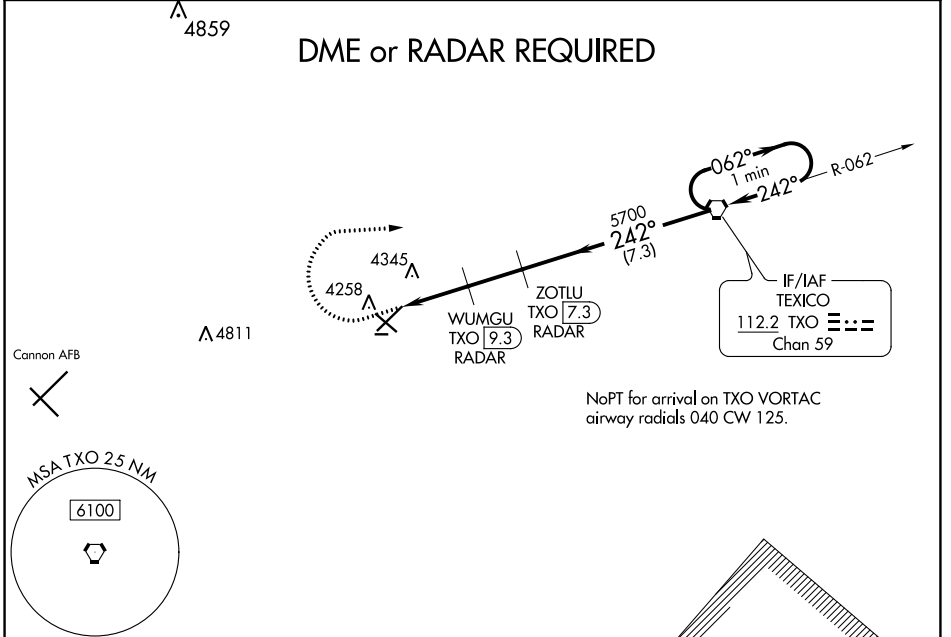 4859
DME or RADAR REQUIRED
062°
1 min
242°
R-062
5700
242°
(7.3)
4345
4258
ZOTLU
TXO 7.3
RADAR
WUMGU
TXO 9.3
RADAR
IF/IAF
TEXICO
112.2 TXO
Chan 59
4811
Cannon AFB
NoPT for arrival on TXO VORTAC
airway radials 040 CW 125.
MSA TXO 25 NM
6100